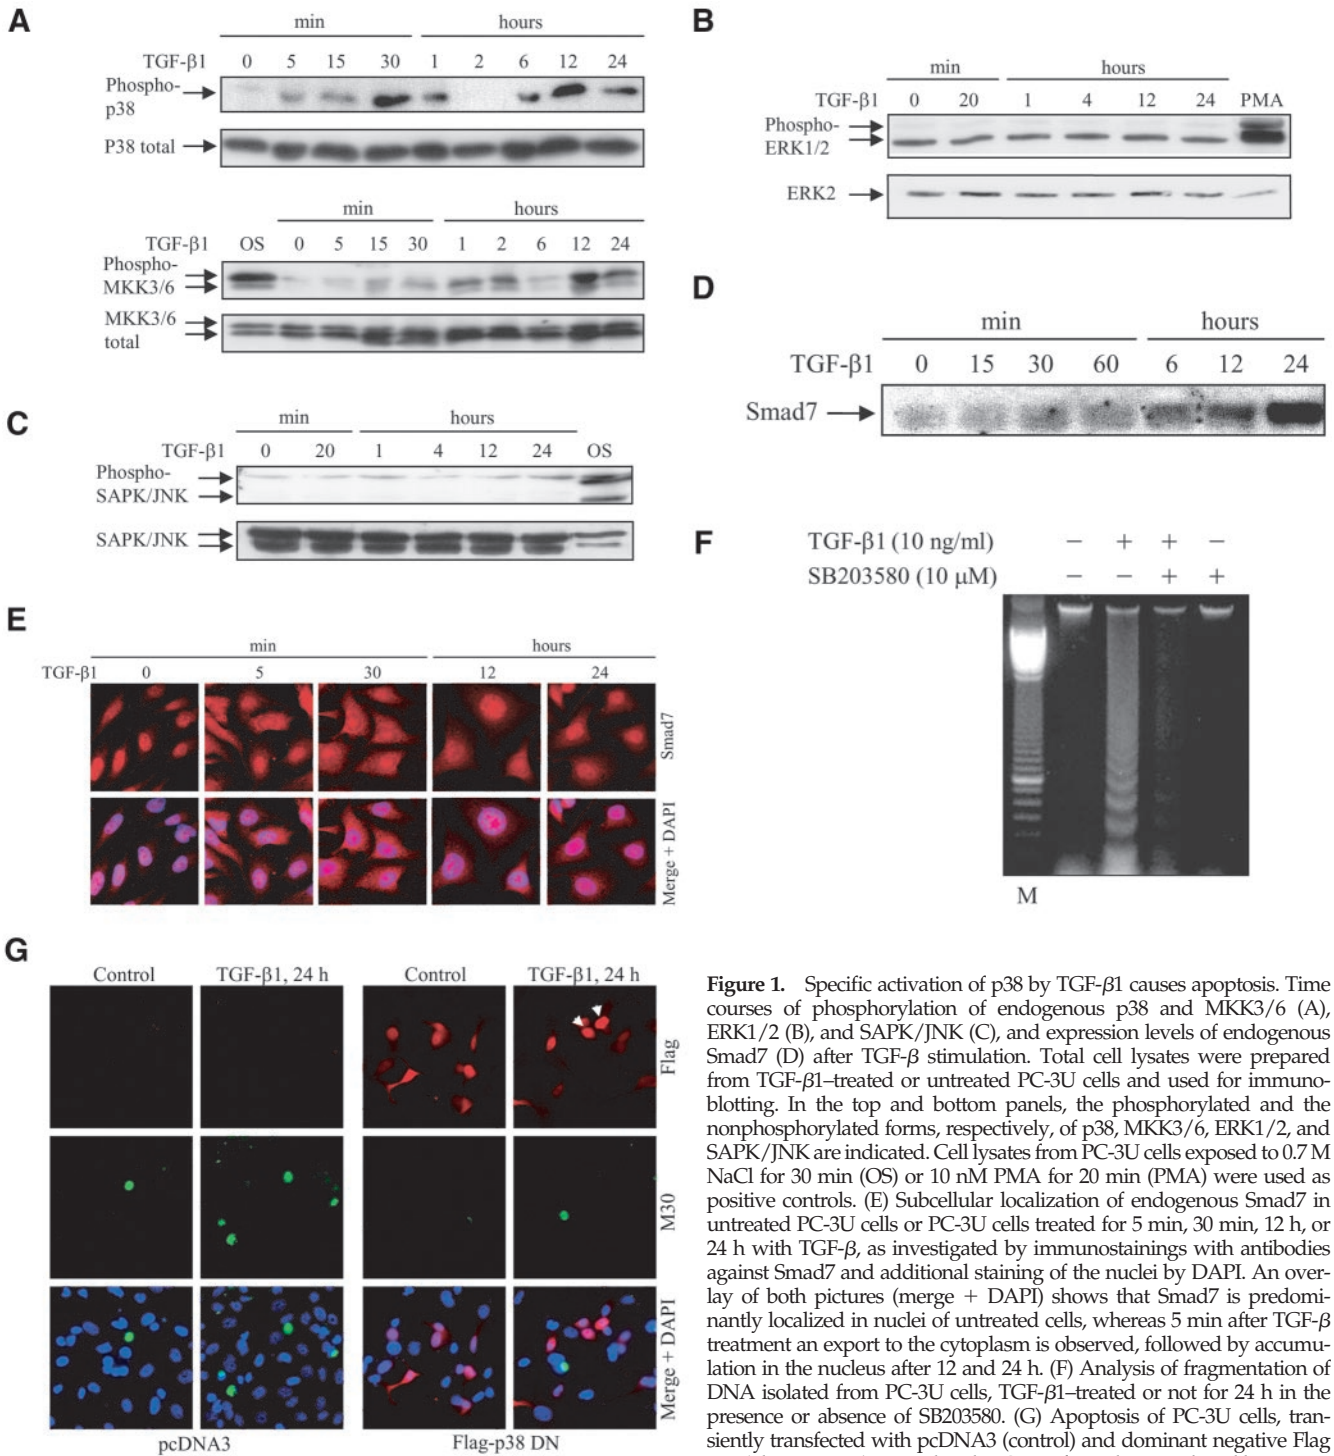 A
min hours
TGF-β1 0 5 15 30 1 2 6 12 24
Phospho-
p38
P38 total
min hours
TGF-β1 OS 0 5 15 30 1 2 6 12 24
Phospho-
MKK3/6
MKK3/6
total
B
min hours
TGF-β1 0 20 1 4 12 24 PMA
Phospho-
ERK1/2
ERK2
C
min hours
TGF-β1 0 20 1 4 12 24 OS
Phospho-
SAPK/JNK
SAPK/JNK
D
min hours
TGF-β1 0 15 30 60 6 12 24
Smad7
E
min hours
TGF-β1 0 5 30 12 24
Smad7
Merge + DAPI
F
TGF-β1 (10 ng/ml) − + + −
SB203580 (10 μM) − − + +
M
G
Control TGF-β1, 24 h Control TGF-β1, 24 h
Flag
M30
Merge + DAPI
pcDNA3 Flag-p38 DN
Figure 1. Specific activation of p38 by TGF-β1 causes apoptosis. Time
courses of phosphorylation of endogenous p38 and MKK3/6 (A),
ERK1/2 (B), and SAPK/JNK (C), and expression levels of endogenous
Smad7 (D) after TGF-β stimulation. Total cell lysates were prepared
from TGF-β1–treated or untreated PC-3U cells and used for immuno-
blotting. In the top and bottom panels, the phosphorylated and the
nonphosphorylated forms, respectively, of p38, MKK3/6, ERK1/2, and
SAPK/JNK are indicated. Cell lysates from PC-3U cells exposed to 0.7 M
NaCl for 30 min (OS) or 10 nM PMA for 20 min (PMA) were used as
positive controls. (E) Subcellular localization of endogenous Smad7 in
untreated PC-3U cells or PC-3U cells treated for 5 min, 30 min, 12 h, or
24 h with TGF-β, as investigated by immunostainings with antibodies
against Smad7 and additional staining of the nuclei by DAPI. An over-
lay of both pictures (merge + DAPI) shows that Smad7 is predomi-
nantly localized in nuclei of untreated cells, whereas 5 min after TGF-β
treatment an export to the cytoplasm is observed, followed by accumu-
lation in the nucleus after 12 and 24 h. (F) Analysis of fragmentation of
DNA isolated from PC-3U cells, TGF-β1–treated or not for 24 h in the
presence or absence of SB203580. (G) Apoptosis of PC-3U cells, tran-
siently transfected with pcDNA3 (control) and dominant negative Flag